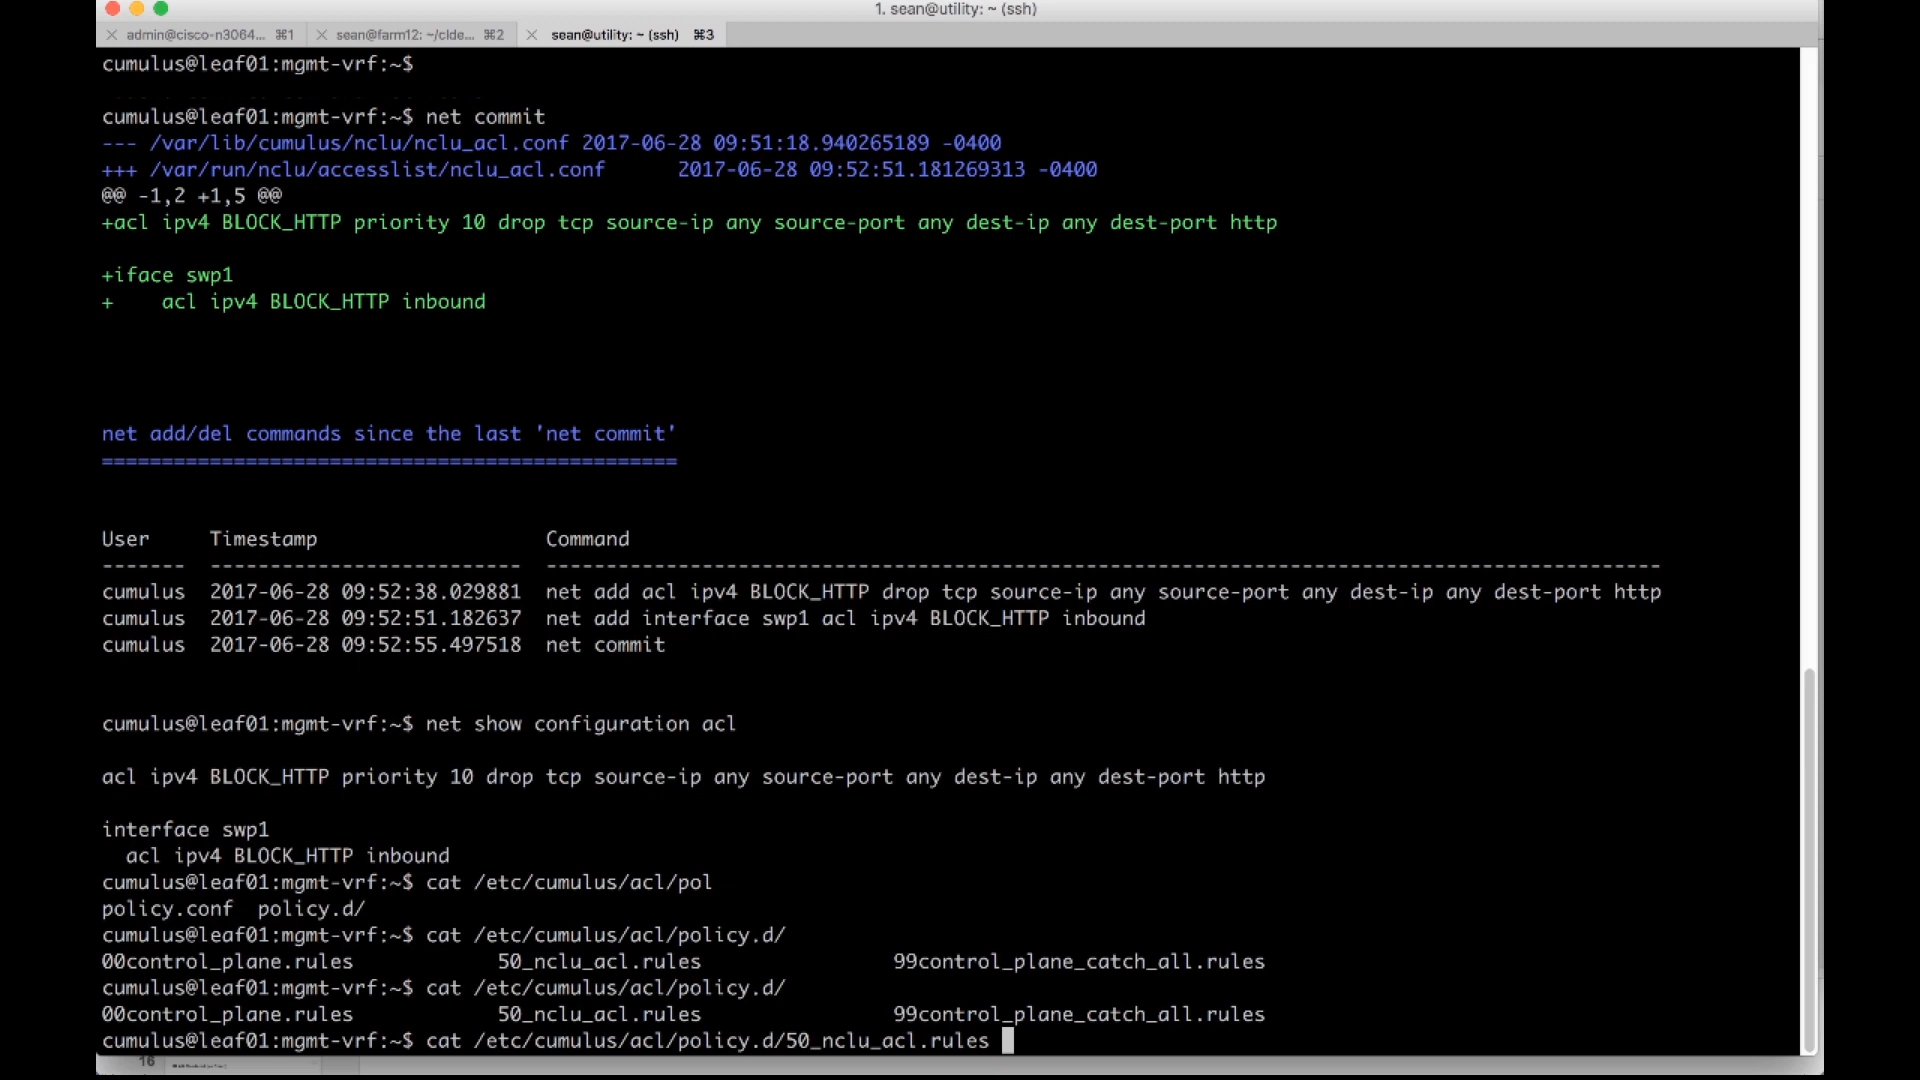 1. sean@utility: ~ (ssh)
admin@cisco-n3064... ⌘1 sean@farm12: ~/clde... ⌘2 sean@utility: ~ (ssh) ⌘3
cumulus@leaf01:mgmt-vrf:~$
cumulus@leaf01:mgmt-vrf:~$ net commit
--- /var/lib/cumulus/nclu/nclu_acl.conf 2017-06-28 09:51:18.940265189 -0400
+++ /var/run/nclu/accesslist/nclu_acl.conf      2017-06-28 09:52:51.181269313 -0400
@@ -1,2 +1,5 @@
+acl ipv4 BLOCK_HTTP priority 10 drop tcp source-ip any source-port any dest-ip any dest-port http
+iface swp1
+    acl ipv4 BLOCK_HTTP inbound
net add/del commands since the last 'net commit'
================================================
User     Timestamp                   Command
-------  --------------------------  ---------------------------------------------------------------------------------------------
cumulus  2017-06-28 09:52:38.029881  net add acl ipv4 BLOCK_HTTP drop tcp source-ip any source-port any dest-ip any dest-port http
cumulus  2017-06-28 09:52:51.182637  net add interface swp1 acl ipv4 BLOCK_HTTP inbound
cumulus  2017-06-28 09:52:55.497518  net commit
cumulus@leaf01:mgmt-vrf:~$ net show configuration acl
acl ipv4 BLOCK_HTTP priority 10 drop tcp source-ip any source-port any dest-ip any dest-port http
interface swp1
  acl ipv4 BLOCK_HTTP inbound
cumulus@leaf01:mgmt-vrf:~$ cat /etc/cumulus/acl/pol
policy.conf  policy.d/
cumulus@leaf01:mgmt-vrf:~$ cat /etc/cumulus/acl/policy.d/
00control_plane.rules            50_nclu_acl.rules                99control_plane_catch_all.rules
cumulus@leaf01:mgmt-vrf:~$ cat /etc/cumulus/acl/policy.d/
00control_plane.rules            50_nclu_acl.rules                99control_plane_catch_all.rules
cumulus@leaf01:mgmt-vrf:~$ cat /etc/cumulus/acl/policy.d/50_nclu_acl.rules
16